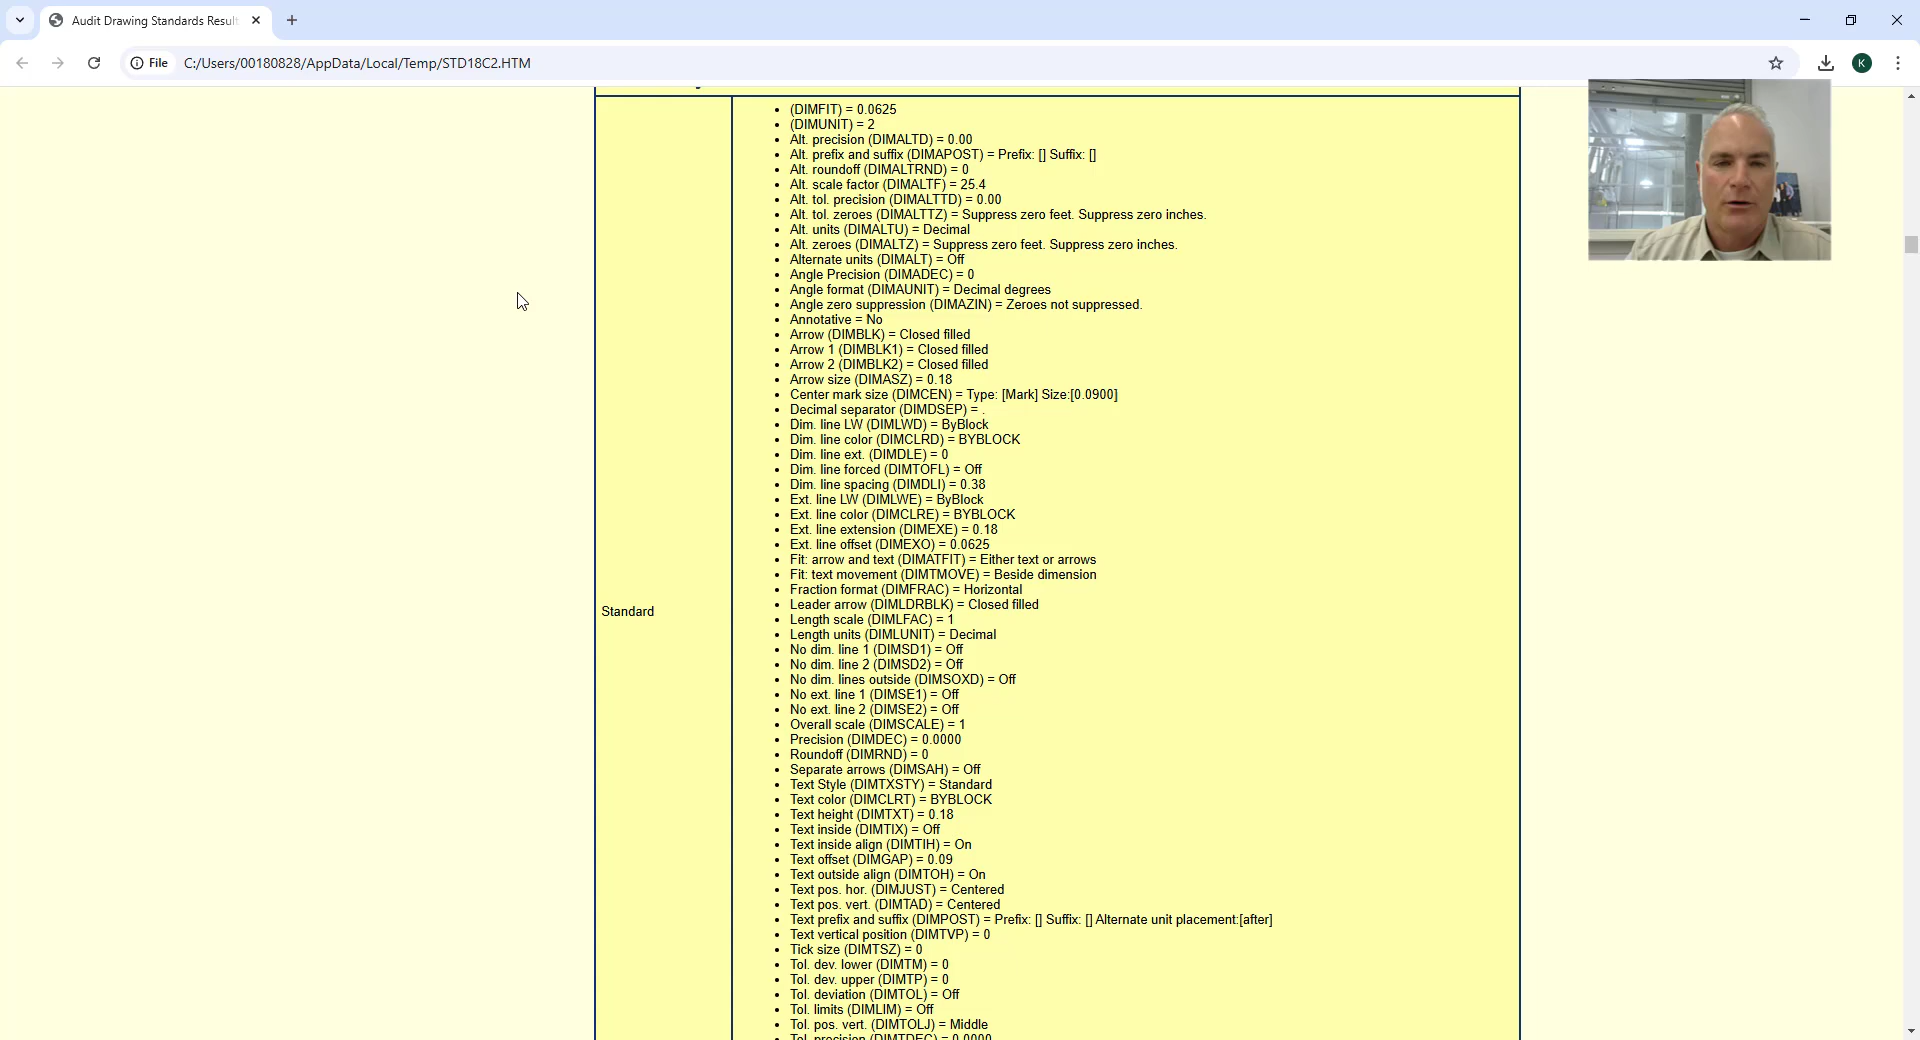 Audit Drawing Standards Result
File
C:/Users/00180828/AppData/Local/Temp/STD18C2.HTM
K
(DIMFIT) = 0.0625
(DIMUNIT) = 2
Alt. precision (DIMALTD) = 0.00
Alt. prefix and suffix (DIMAPOST) = Prefix: [] Suffix: []
Alt. roundoff (DIMALTRND) = 0
Alt. scale factor (DIMALTF) = 25.4
Alt. tol. precision (DIMALTTD) = 0.00
Alt. tol. zeroes (DIMALTTZ) = Suppress zero feet. Suppress zero inches.
Alt. units (DIMALTU) = Decimal
Alt. zeroes (DIMALTZ) = Suppress zero feet. Suppress zero inches.
Alternate units (DIMALT) = Off
Angle Precision (DIMADEC) = 0
Angle format (DIMAUNIT) = Decimal degrees
Angle zero suppression (DIMAZIN) = Zeroes not suppressed.
Annotative = No
Arrow (DIMBLK) = Closed filled
Arrow 1 (DIMBLK1) = Closed filled
Arrow 2 (DIMBLK2) = Closed filled
Arrow size (DIMASZ) = 0.18
Center mark size (DIMCEN) = Type: [Mark] Size:[0.0900]
Decimal separator (DIMDSEP) = .
Dim. line LW (DIMLWD) = ByBlock
Dim. line color (DIMCLRD) = BYBLOCK
Dim. line ext. (DIMDLE) = 0
Dim. line forced (DIMTOFL) = Off
Dim. line spacing (DIMDLI) = 0.38
Ext. line LW (DIMLWE) = ByBlock
Ext. line color (DIMCLRE) = BYBLOCK
Ext. line extension (DIMEXE) = 0.18
Ext. line offset (DIMEXO) = 0.0625
Fit: arrow and text (DIMATFIT) = Either text or arrows
Fit: text movement (DIMTMOVE) = Beside dimension
Fraction format (DIMFRAC) = Horizontal
Leader arrow (DIMLDRBLK) = Closed filled
Standard
Length scale (DIMLFAC) = 1
Length units (DIMLUNIT) = Decimal
No dim. line 1 (DIMSD1) = Off
No dim. line 2 (DIMSD2) = Off
No dim. lines outside (DIMSOXD) = Off
No ext. line 1 (DIMSE1) = Off
No ext. line 2 (DIMSE2) = Off
Overall scale (DIMSCALE) = 1
Precision (DIMDEC) = 0.0000
Roundoff (DIMRND) = 0
Separate arrows (DIMSAH) = Off
Text Style (DIMTXSTY) = Standard
Text color (DIMCLRT) = BYBLOCK
Text height (DIMTXT) = 0.18
Text inside (DIMTIX) = Off
Text inside align (DIMTIH) = On
Text offset (DIMGAP) = 0.09
Text outside align (DIMTOH) = On
Text pos. hor. (DIMJUST) = Centered
Text pos. vert. (DIMTAD) = Centered
Text prefix and suffix (DIMPOST) = Prefix: [] Suffix: [] Alternate unit placement:[after]
Text vertical position (DIMTVP) = 0
Tick size (DIMTSZ) = 0
Tol. dev. lower (DIMTM) = 0
Tol. dev. upper (DIMTP) = 0
Tol. deviation (DIMTOL) = Off
Tol. limits (DIMLIM) = Off
Tol. pos. vert. (DIMTOLJ) = Middle
Tol. precision (DIMTDEC) = 0.0000